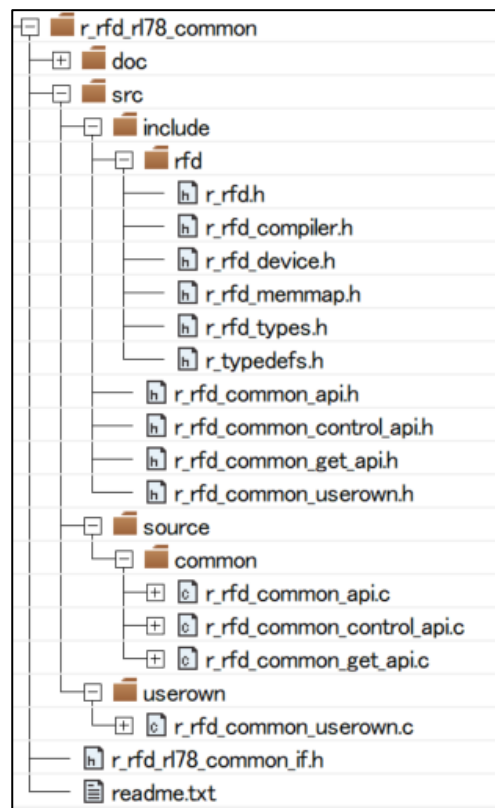 r_rfd_rl78_common
doc
src
include
rfd
r_rfd.h
r_rfd_compiler.h
r_rfd_device.h
r_rfd_memmap.h
r_rfd_types.h
r_typedefs.h
r_rfd_common_api.h
r_rfd_common_control_api.h
r_rfd_common_get_api.h
r_rfd_common_userown.h
source
common
r_rfd_common_api.c
r_rfd_common_control_api.c
r_rfd_common_get_api.c
userown
r_rfd_common_userown.c
r_rfd_rl78_common_if.h
readme.txt